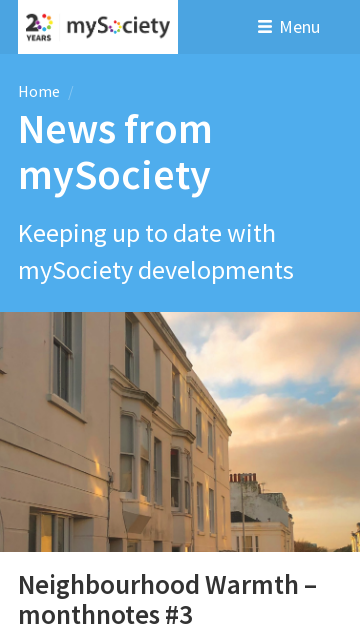 20 YEARS mySociety
Menu
Home /
News from
mySociety
Keeping up to date with
mySociety developments
Neighbourhood Warmth –
monthnotes #3